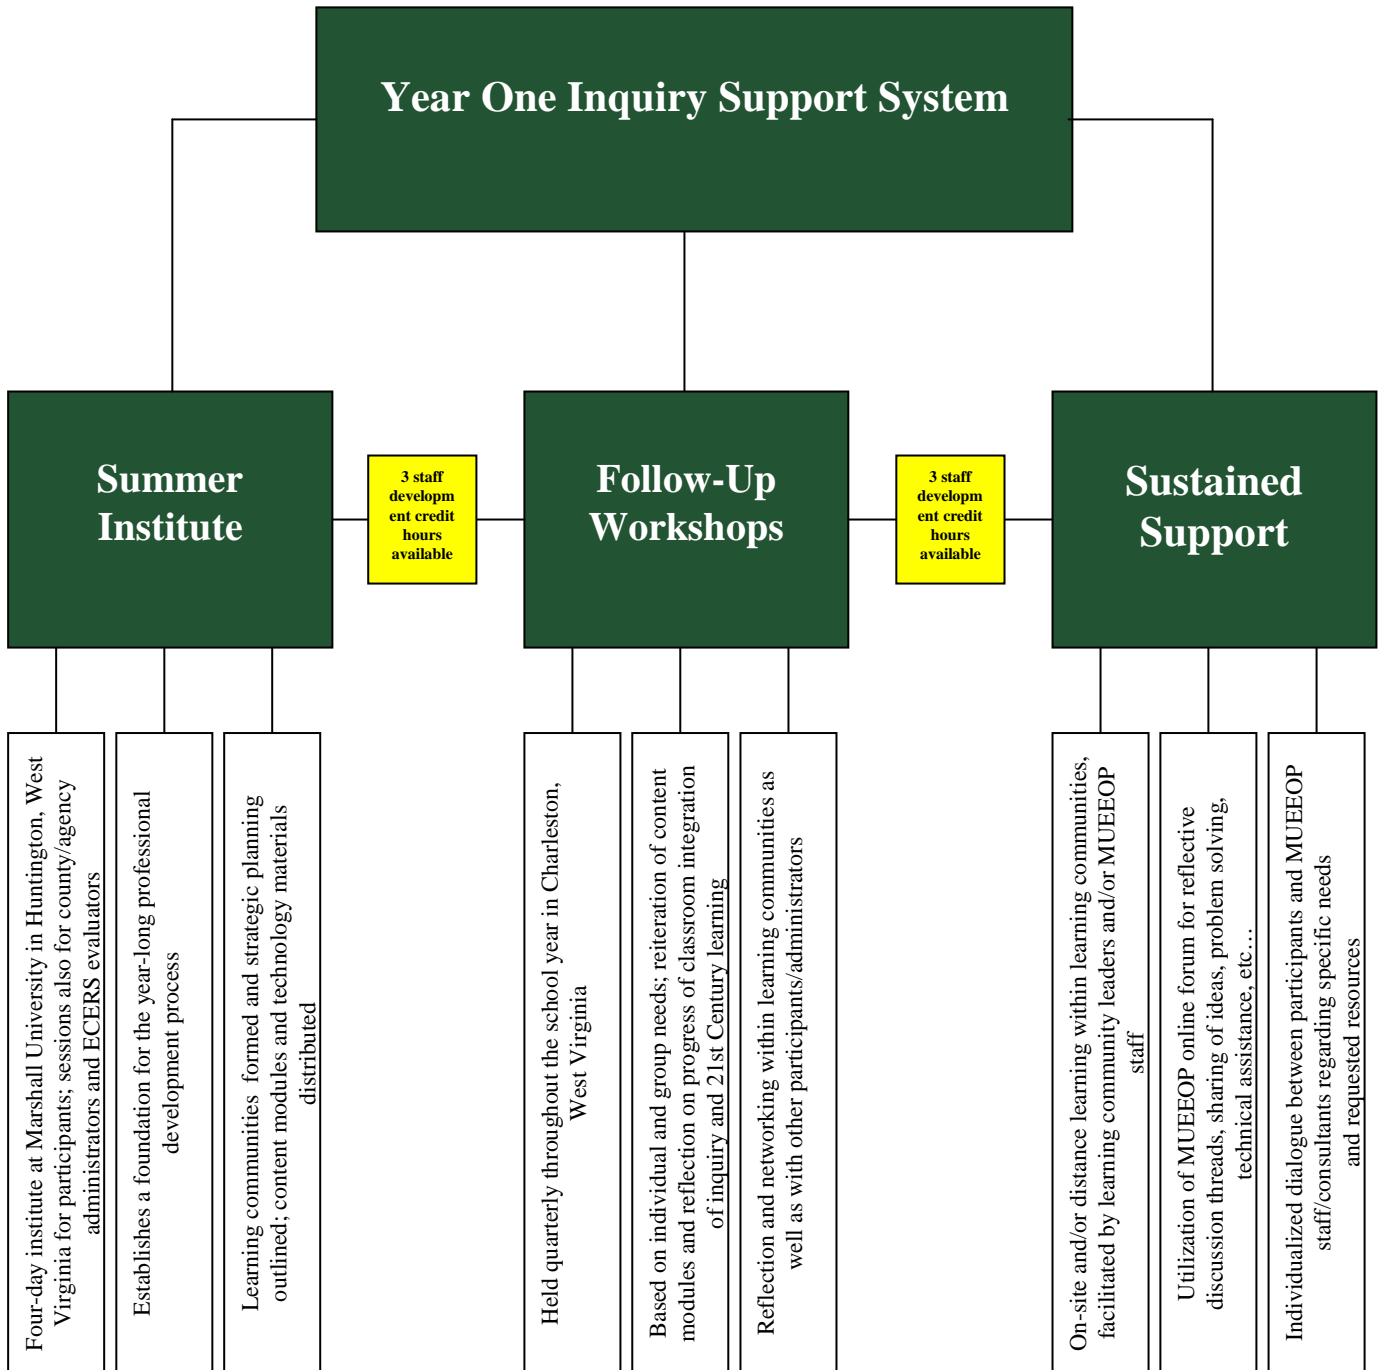 Year One Inquiry Support System
Summer
Institute
3 staff
developm
ent credit
hours
available
Follow-Up
Workshops
3 staff
developm
ent credit
hours
available
Sustained
Support
Four-day institute at Marshall University in Huntington, West
Virginia for participants; sessions also for county/agency
administrators and ECERS evaluators
Establishes a foundation for the year-long professional
development process
Learning communities formed and strategic planning
outlined; content modules and technology materials
distributed
Held quarterly throughout the school year in Charleston,
West Virginia
Based on individual and group needs; reiteration of content
modules and reflection on progress of classroom integration
of inquiry and 21st Century learning
Reflection and networking within learning communities as
well as with other participants/administrators
On-site and/or distance learning within learning communities,
facilitated by learning community leaders and/or MUEEOP
staff
Utilization of MUEEOP online forum for reflective
discussion threads, sharing of ideas, problem solving,
technical assistance, etc…
Individualized dialogue between participants and MUEEOP
staff/consultants regarding specific needs
and requested resources